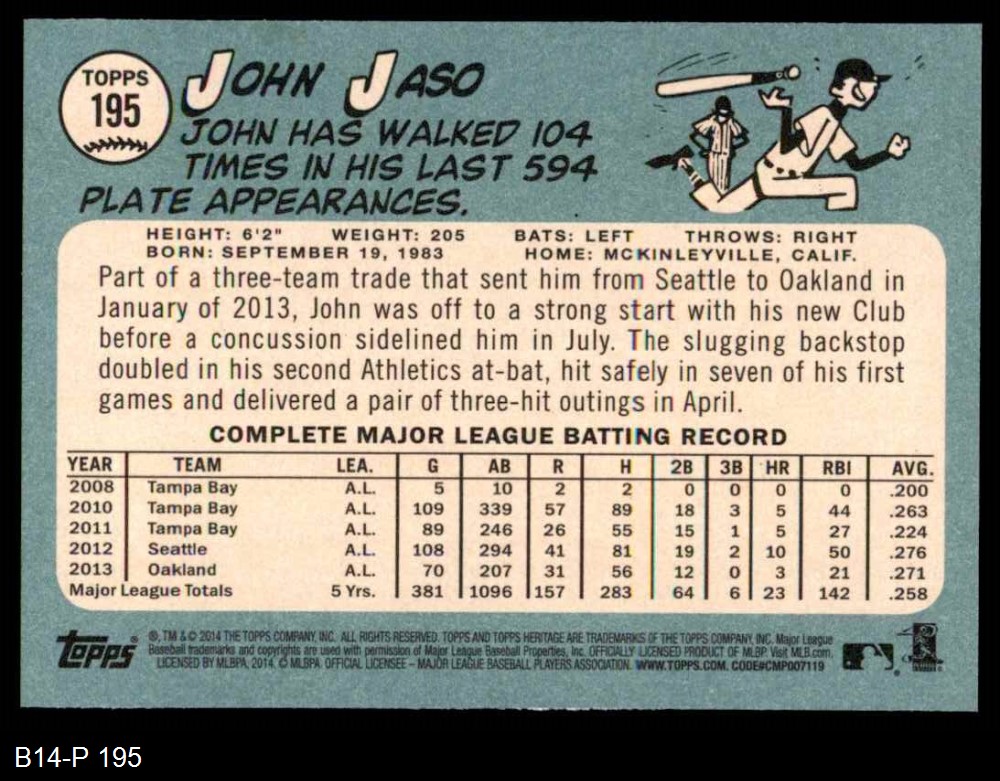 TOPPS
195
JOHN JASO
JOHN HAS WALKED 104
TIMES IN HIS LAST 594
PLATE APPEARANCES.
HEIGHT: 6'2" WEIGHT: 205 BATS: LEFT THROWS: RIGHT
BORN: SEPTEMBER 19, 1983 HOME: MCKINLEYVILLE, CALIF.
Part of a three-team trade that sent him from Seattle to Oakland in
January of 2013, John was off to a strong start with his new Club
before a concussion sidelined him in July. The slugging backstop
doubled in his second Athletics at-bat, hit safely in seven of his first
games and delivered a pair of three-hit outings in April.
COMPLETE MAJOR LEAGUE BATTING RECORD
YEAR TEAM LEA. G AB R H 2B 3B HR RBI AVG.
2008 Tampa Bay A.L. 5 10 2 2 0 0 0 0 .200
2010 Tampa Bay A.L. 109 339 57 89 18 3 5 44 .263
2011 Tampa Bay A.L. 89 246 26 55 15 1 5 27 .224
2012 Seattle A.L. 108 294 41 81 19 2 10 50 .276
2013 Oakland A.L. 70 207 31 56 12 0 3 21 .271
Major League Totals 5 Yrs. 381 1096 157 283 64 6 23 142 .258
topps®
®, TM & © 2014 THE TOPPS COMPANY, INC. ALL RIGHTS RESERVED. TOPPS AND TOPPS HERITAGE ARE TRADEMARKS OF THE TOPPS COMPANY, INC. Major League
Baseball trademarks and copyrights are used with permission of Major League Baseball Properties, Inc. OFFICIALLY LICENSED PRODUCT OF MLBP. Visit MLB.com.
LICENSED BY MLBPA, 2014. © MLBPA. OFFICIAL LICENSEE – MAJOR LEAGUE BASEBALL PLAYERS ASSOCIATION. WWW.TOPPS.COM. CODE#CMP007119
B14-P 195